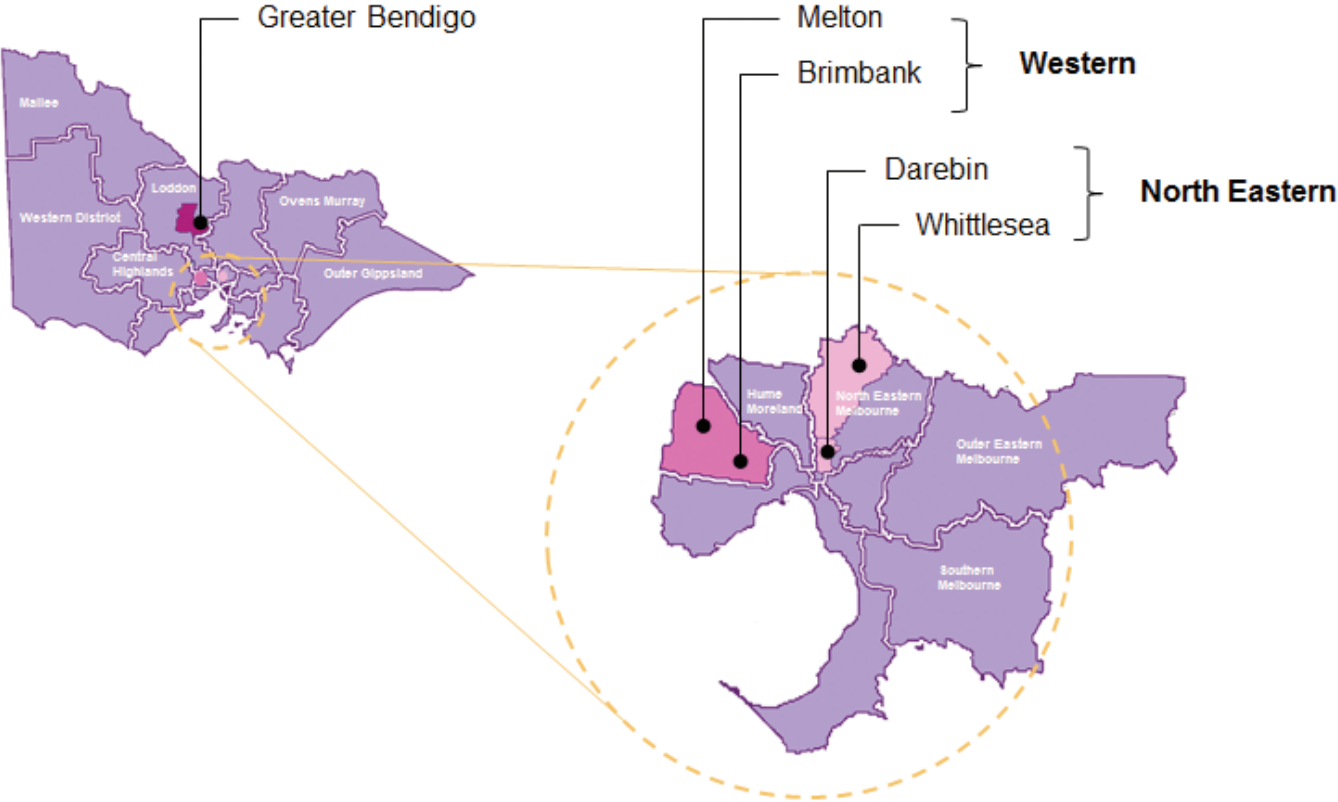 Greater Bendigo
Melton
Brimbank
Western
Darebin
Whittlesea
North Eastern
Mallee
Loddon
Western District
Ovens Murray
Central
Highlands
Outer Gippsland
Hume
Moreland
North Eastern
Melbourne
Outer Eastern
Melbourne
Southern
Melbourne